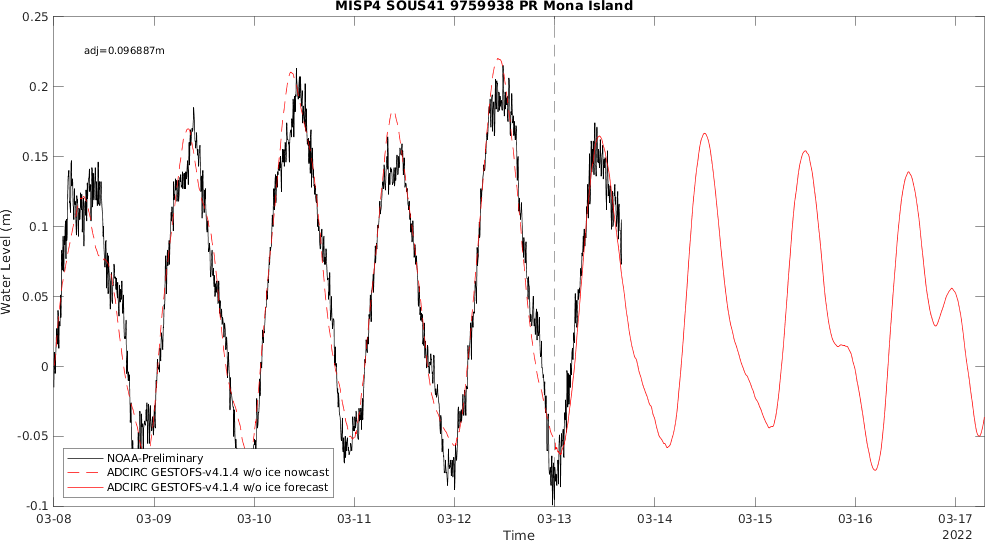 MISP4 SOUS41 9759938 PR Mona Island
adj=0.096887m
0.25
0.2
0.15
0.1
0.05
0
-0.05
-0.1
Water Level (m)
NOAA-Preliminary
ADCIRC GESTOFS-v4.1.4 w/o ice nowcast
ADCIRC GESTOFS-v4.1.4 w/o ice forecast
03-08 03-09 03-10 03-11 03-12 03-13 03-14 03-15 03-16 03-17
Time
2022